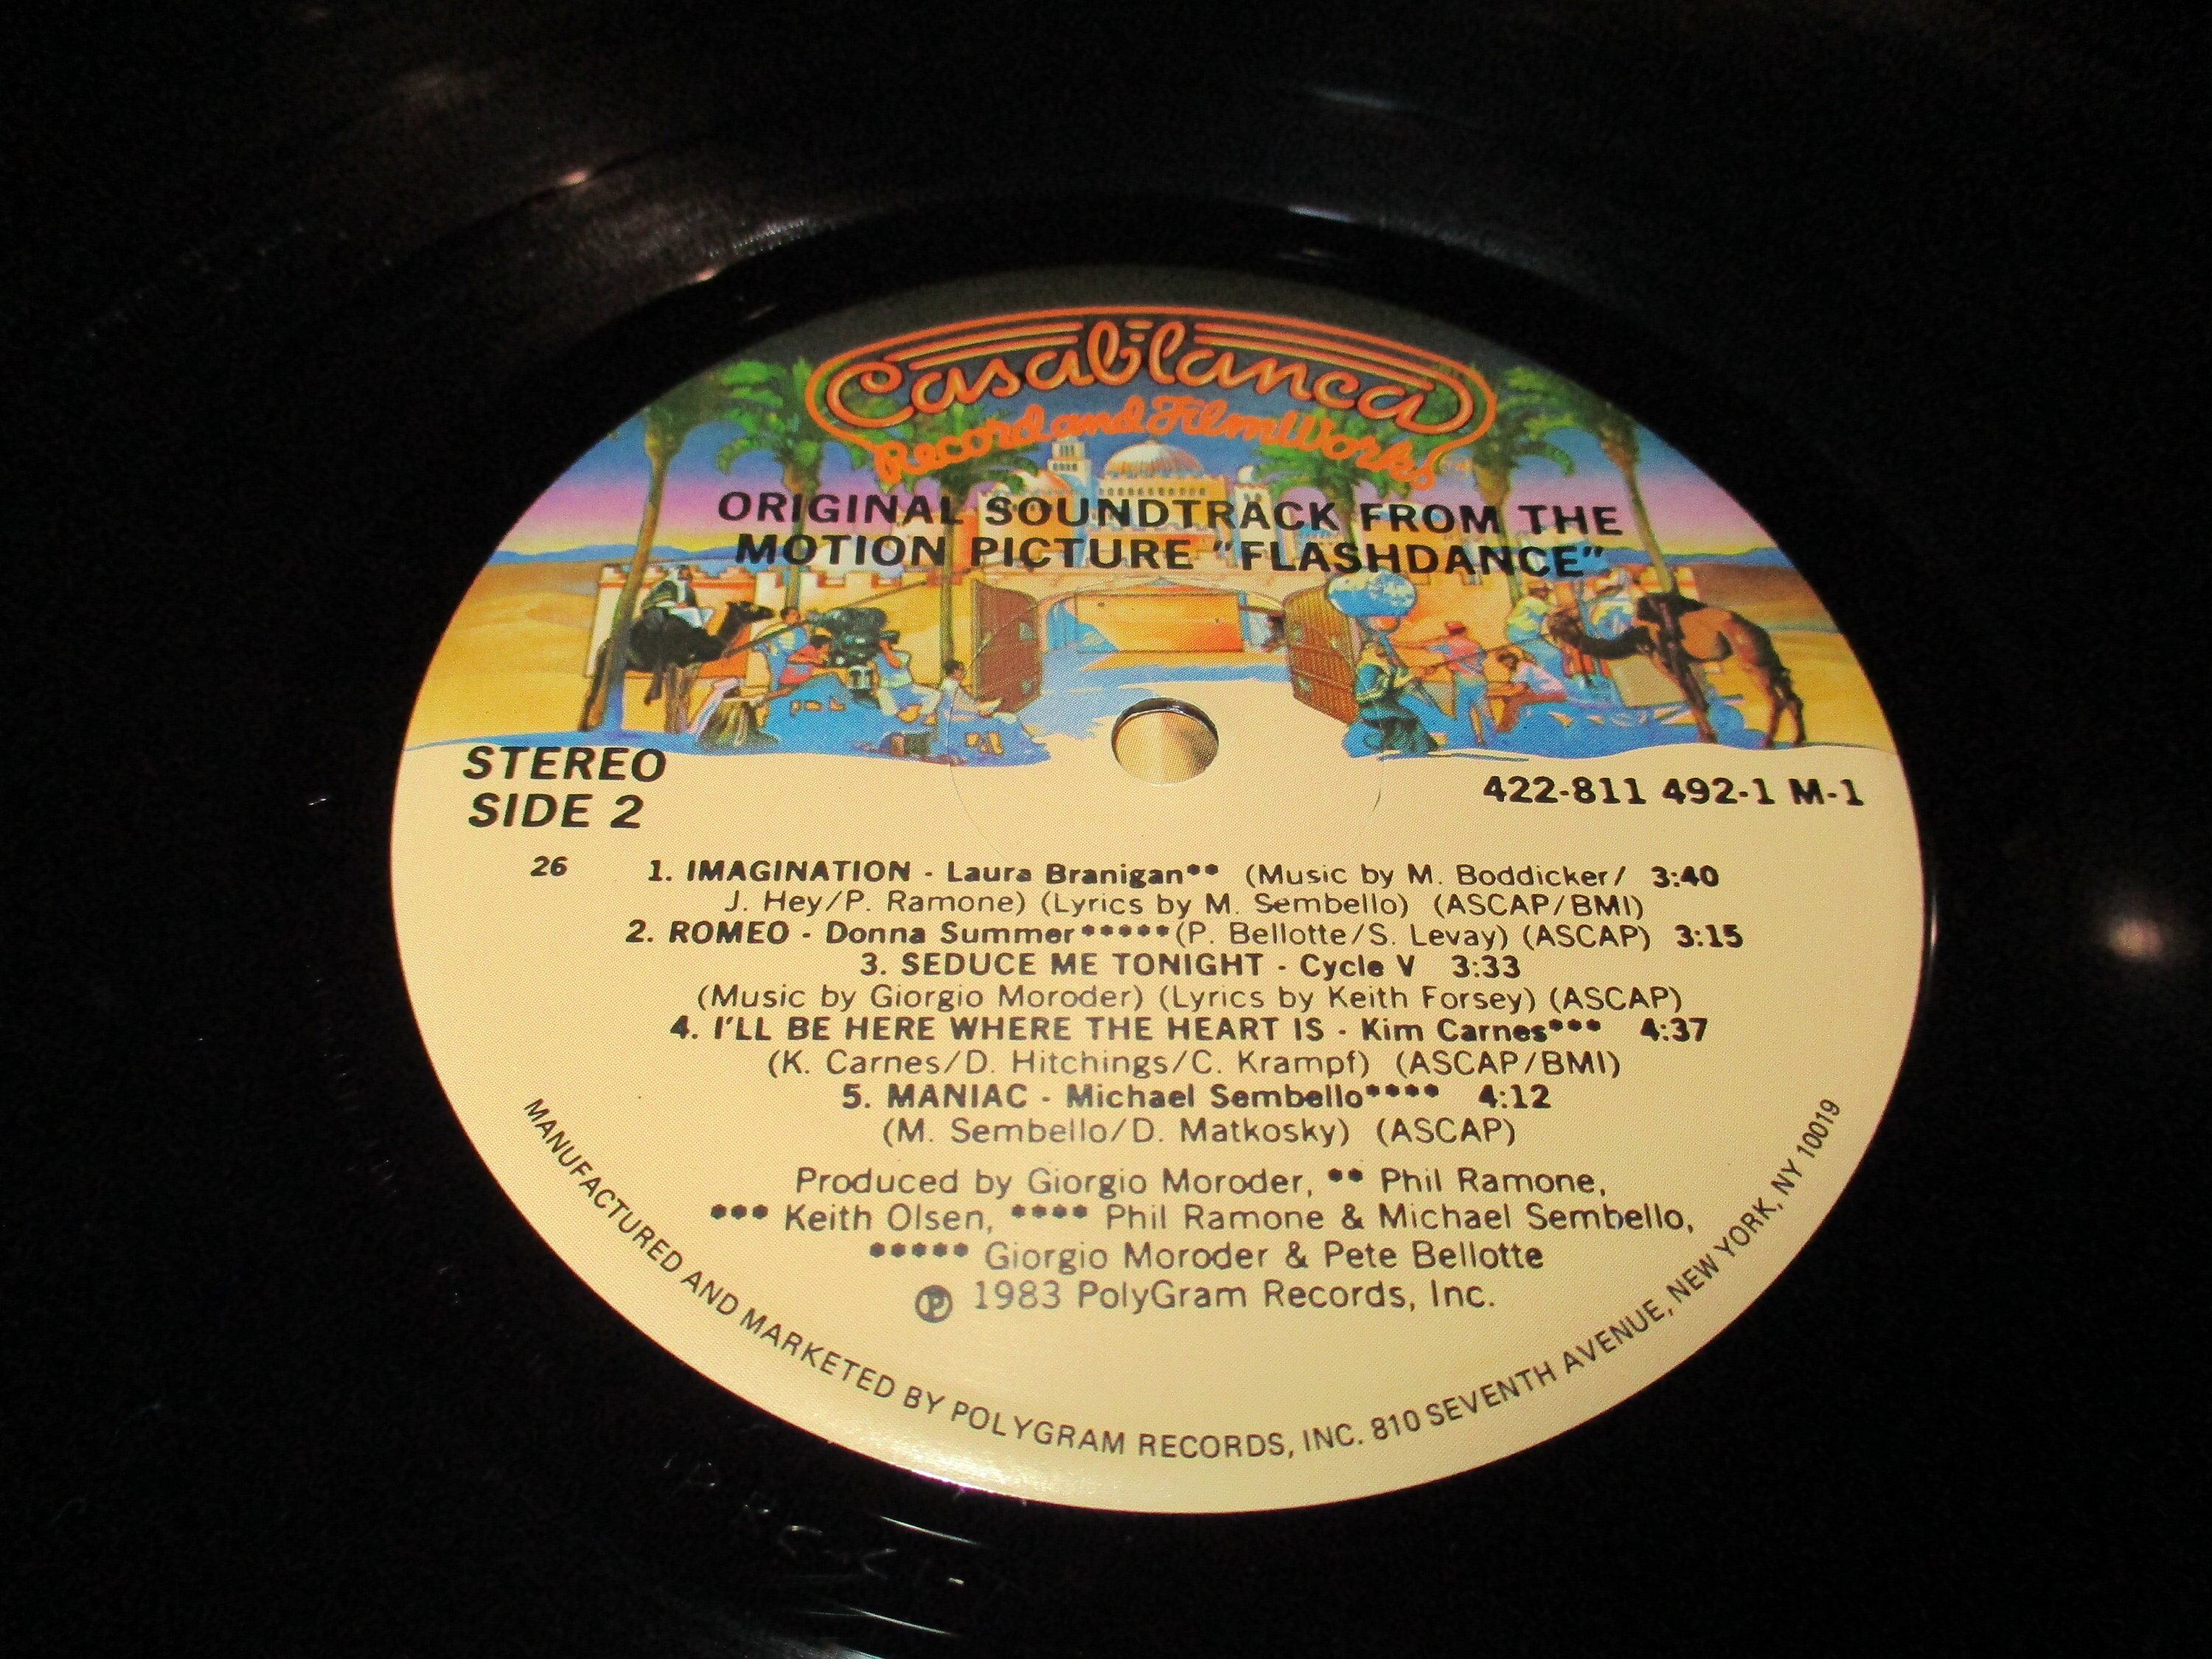 Casablanca
Record and FilmWorks
ORIGINAL SOUNDTRACK FROM THE
MOTION PICTURE "FLASHDANCE"
STEREO
SIDE 2
422-811 492-1 M-1
26
1. IMAGINATION - Laura Branigan** (Music by M. Boddicker/ 3:40
J. Hey/P. Ramone) (Lyrics by M. Sembello) (ASCAP/BMI)
2. ROMEO - Donna Summer*****(P. Bellotte/S. Levay) (ASCAP) 3:15
3. SEDUCE ME TONIGHT - Cycle V 3:33
(Music by Giorgio Moroder) (Lyrics by Keith Forsey) (ASCAP)
4. I'LL BE HERE WHERE THE HEART IS - Kim Carnes*** 4:37
(K. Carnes/D. Hitchings/C. Krampf) (ASCAP/BMI)
5. MANIAC - Michael Sembello**** 4:12
(M. Sembello/D. Matkosky) (ASCAP)
Produced by Giorgio Moroder, ** Phil Ramone,
*** Keith Olsen, **** Phil Ramone & Michael Sembello,
***** Giorgio Moroder & Pete Bellotte
℗ 1983 PolyGram Records, Inc.
MANUFACTURED AND MARKETED BY POLYGRAM RECORDS, INC. 810 SEVENTH AVENUE, NEW YORK, NY 10019